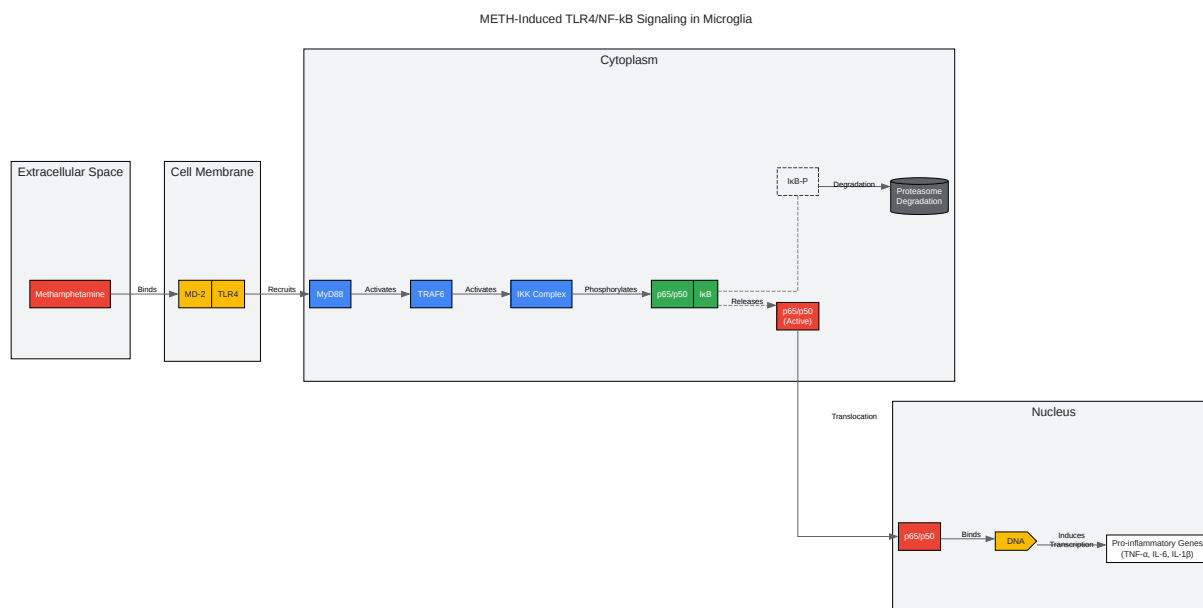 METH-Induced TLR4/NF-kB Signaling in Microglia
Cytoplasm
Extracellular Space
Cell Membrane
IκB-P
Degradation
Proteasome
Degradation
Methamphetamine
Binds
MD-2
TLR4
Recruits
MyD88
Activates
TRAF6
Activates
IKK Complex
Phosphorylates
p65/p50
IκB
Releases
p65/p50
(Active)
Translocation
Nucleus
p65/p50
Binds
DNA
Induces
Transcription
Pro-inflammatory Genes
(TNF-α, IL-6, IL-1β)